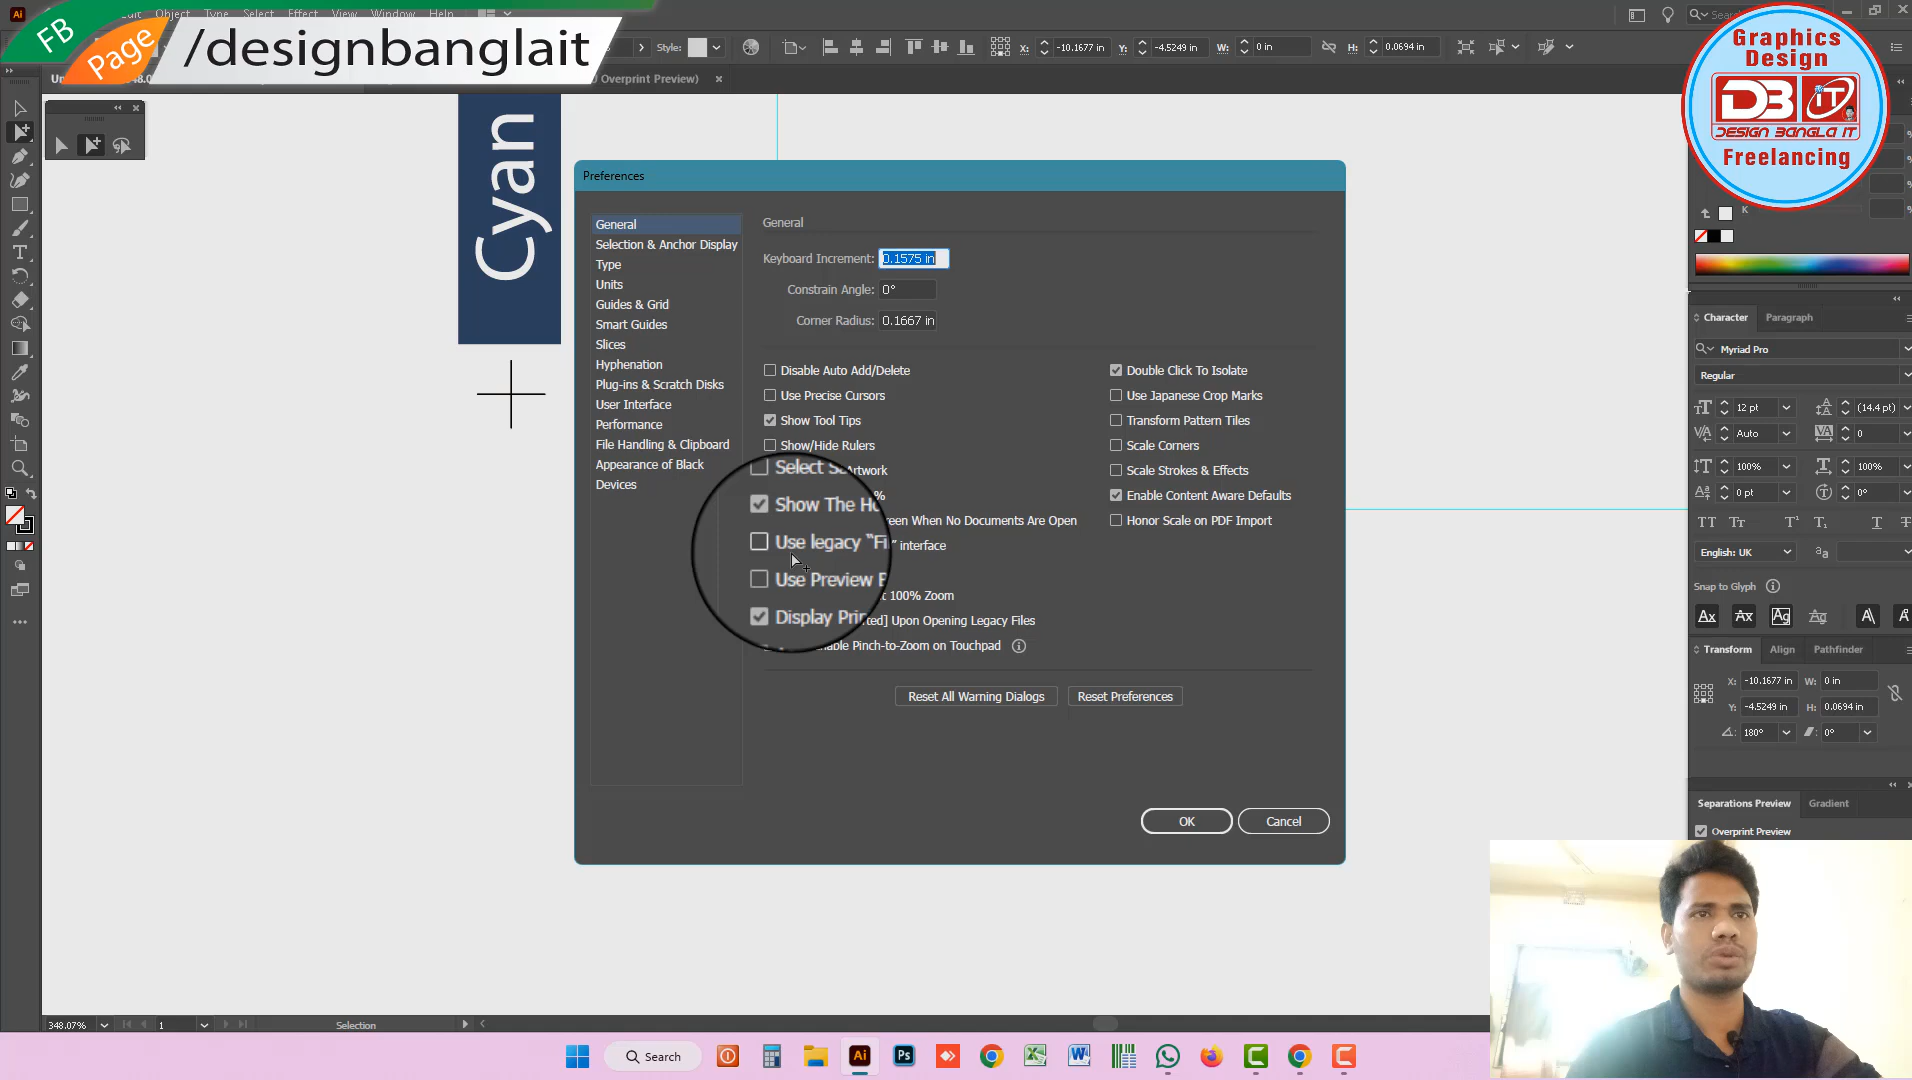 Ai
Edit Object Type Select Effect View Window Help
FB Page /designbanglait
Style:
X: -10.1677 in Y: -4.5249 in W: 0 in H: 0.0694 in
Overprint Preview) ×
Graphics
Design
DB iT
DESIGN BANGLA IT
Freelancing
Cyan
Preferences
General
Selection & Anchor Display
Type
Units
Guides & Grid
Smart Guides
Slices
Hyphenation
Plug-ins & Scratch Disks
User Interface
Performance
File Handling & Clipboard
Appearance of Black
Devices
General
Keyboard Increment: 0.1575 in
Constrain Angle: 0°
Corner Radius: 0.1667 in
Disable Auto Add/Delete
Use Precise Cursors
Show Tool Tips
Show/Hide Rulers
Select Artwork
%
Show The Ho een When No Documents Are Open
Use legacy "Fi " interface
Use Preview t 100% Zoom
Display Prin rted] Upon Opening Legacy Files
nable Pinch-to-Zoom on Touchpad
Double Click To Isolate
Use Japanese Crop Marks
Transform Pattern Tiles
Scale Corners
Scale Strokes & Effects
Enable Content Aware Defaults
Honor Scale on PDF Import
Reset All Warning Dialogs Reset Preferences
OK Cancel
K
%
Character Paragraph
Myriad Pro
Regular
12 pt (14.4 pt)
Auto 0
100% 100%
0 pt 0°
English: UK
Snap to Glyph
Transform Align Pathfinder
X: -10.1677 in W: 0 in
Y: -4.5249 in H: 0.0694 in
180° 0°
Separations Preview Gradient
Overprint Preview
348.07% 1 Selection
Search
Ai Ps